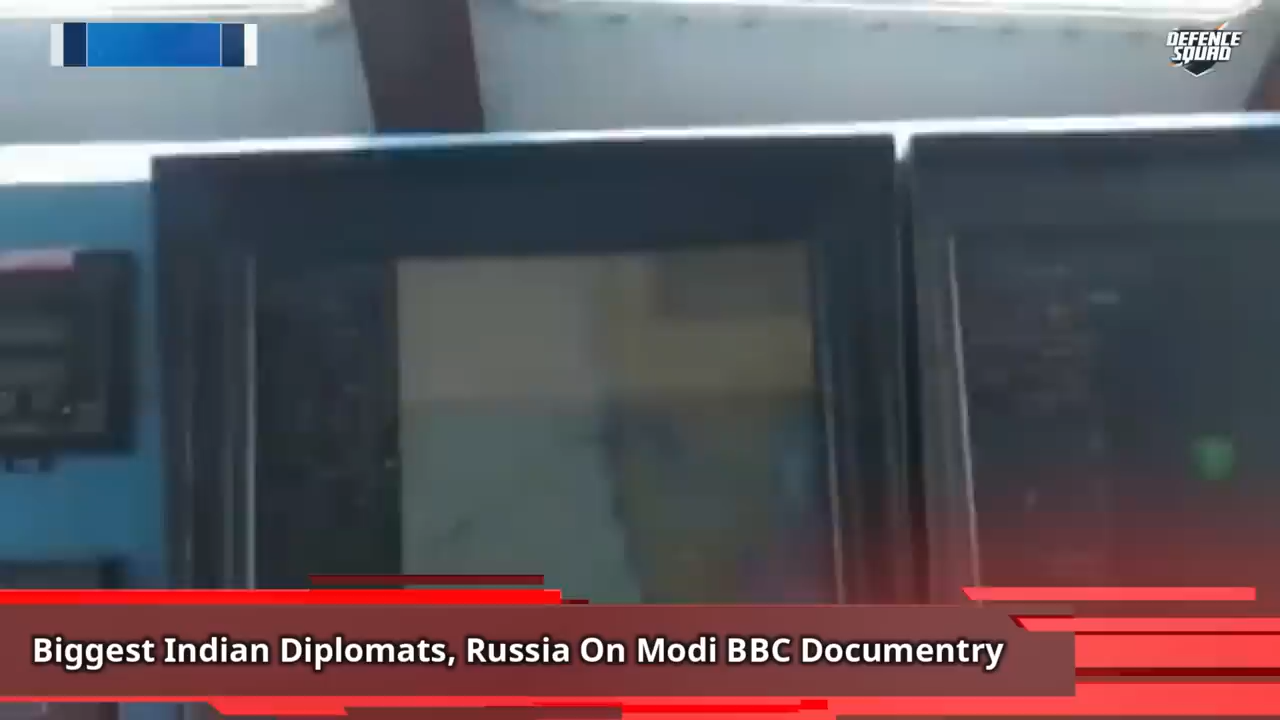 DEFENCE
SQUAD
Biggest Indian Diplomats, Russia On Modi BBC Documentry